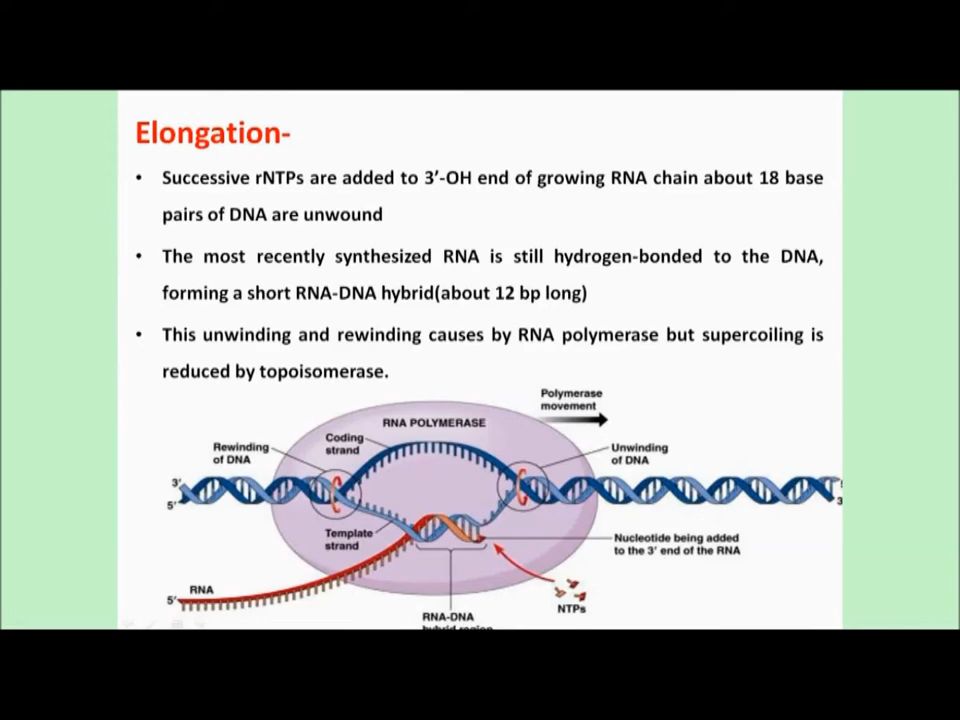 Elongation-
• Successive rNTPs are added to 3’-OH end of growing RNA chain about 18 base
pairs of DNA are unwound
• The most recently synthesized RNA is still hydrogen-bonded to the DNA,
forming a short RNA-DNA hybrid(about 12 bp long)
• This unwinding and rewinding causes by RNA polymerase but supercoiling is
reduced by topoisomerase.
Polymerase
movement
RNA POLYMERASE
Rewinding
of DNA
Coding
strand
Unwinding
of DNA
3'
5'
3
Template
strand
Nucleotide being added
to the 3' end of the RNA
RNA
5'
NTPs
RNA-DNA
hybrid region